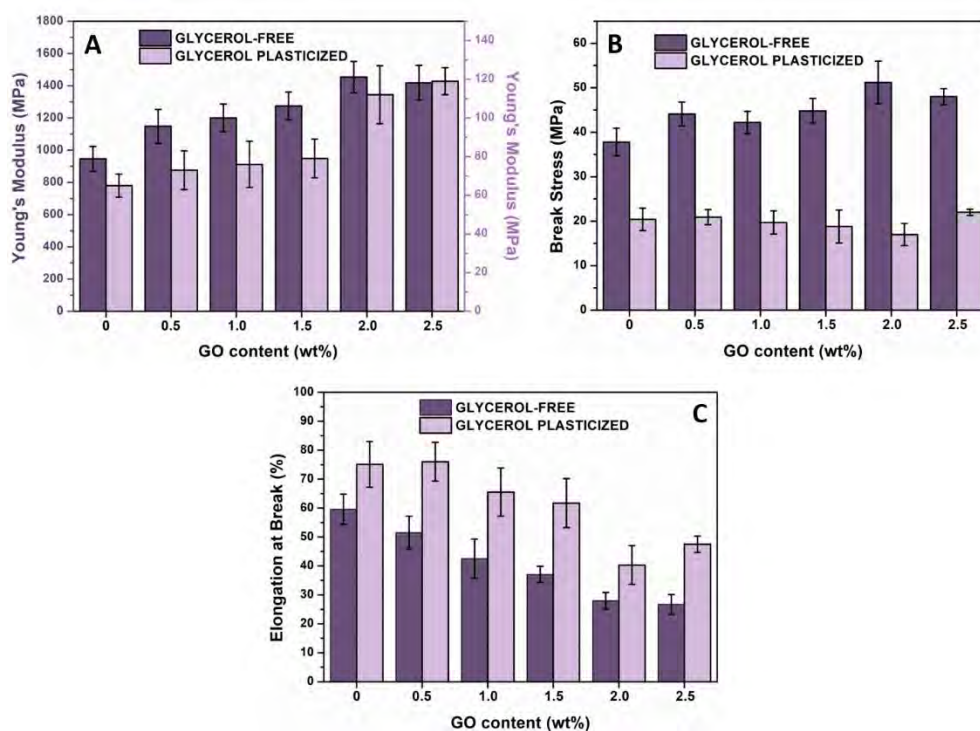 A
GLYCEROL-FREE
GLYCEROL PLASTICIZED
Young's Modulus (MPa)
1800
1600
1400
1200
1000
800
600
400
200
0
Young's Modulus (MPa)
140
120
100
80
60
40
20
0
0 0.5 1.0 1.5 2.0 2.5
GO content (wt%)
B
GLYCEROL-FREE
GLYCEROL PLASTICIZED
Break Stress (MPa)
60
50
40
30
20
10
0
0 0.5 1.0 1.5 2.0 2.5
GO content (wt%)
C
GLYCEROL-FREE
GLYCEROL PLASTICIZED
Elongation at Break (%)
100
90
80
70
60
50
40
30
20
10
0
0 0.5 1.0 1.5 2.0 2.5
GO content (wt%)